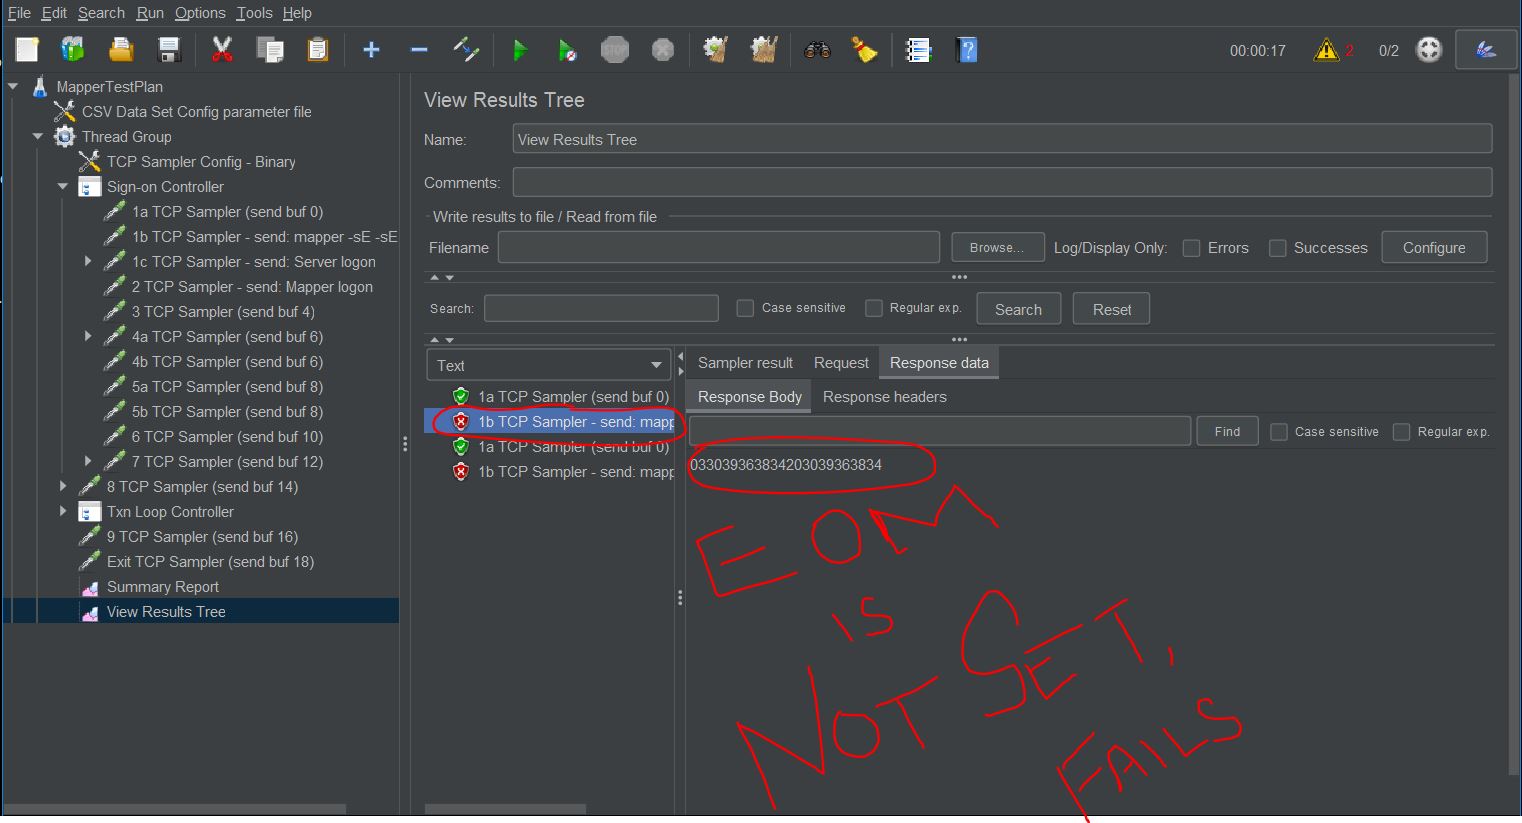 File Edit Search Run Options Tools Help
00:00:17 2 0/2
MapperTestPlan
CSV Data Set Config parameter file
Thread Group
TCP Sampler Config - Binary
Sign-on Controller
1a TCP Sampler (send buf 0)
1b TCP Sampler - send: mapper -sE -sE
1c TCP Sampler - send: Server logon
2 TCP Sampler - send: Mapper logon
3 TCP Sampler (send buf 4)
4a TCP Sampler (send buf 6)
4b TCP Sampler (send buf 6)
5a TCP Sampler (send buf 8)
5b TCP Sampler (send buf 8)
6 TCP Sampler (send buf 10)
7 TCP Sampler (send buf 12)
8 TCP Sampler (send buf 14)
Txn Loop Controller
9 TCP Sampler (send buf 16)
Exit TCP Sampler (send buf 18)
Summary Report
View Results Tree
View Results Tree
Name: View Results Tree
Comments:
Write results to file / Read from file
Filename Browse... Log/Display Only: Errors Successes Configure
Search: Case sensitive Regular exp. Search Reset
Text
1a TCP Sampler (send buf 0)
1b TCP Sampler - send: mapp
1a TCP Sampler (send buf 0)
1b TCP Sampler - send: mapp
Sampler result Request Response data
Response Body Response headers
Find Case sensitive Regular exp.
033039363834203039363834
EOM
IS
NOT SET,
FAILS